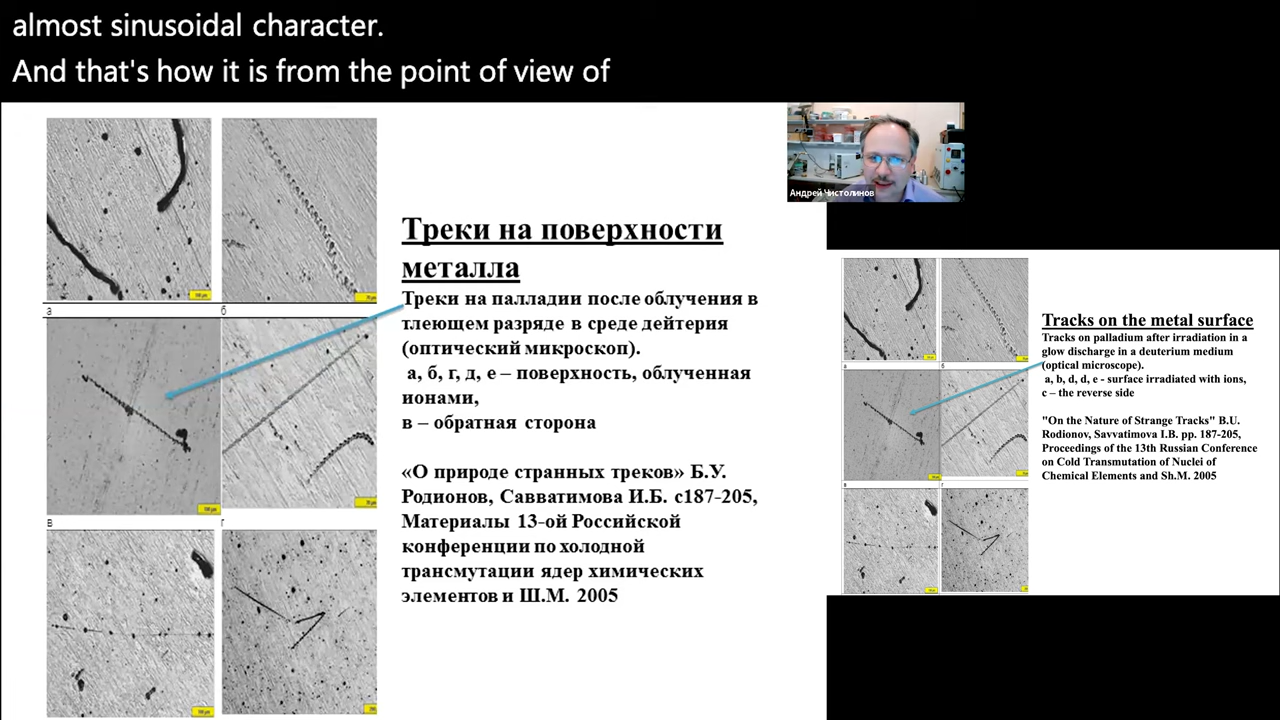 almost sinusoidal character.
And that's how it is from the point of view of
Андрей Чистолинов
Треки на поверхности
металла
Треки на палладии после облучения в
тлеющем разряде в среде дейтерия
(оптический микроскоп).
а, б, г, д, е – поверхность, облученная
ионами,
в – обратная сторона
«О природе странных треков» Б.У.
Родионов, Савватимова И.Б. с187-205,
Материалы 13-ой Российской
конференции по холодной
трансмутации ядер химических
элементов и Ш.М. 2005
а
б
в
г
Tracks on the metal surface
Tracks on palladium after irradiation in a
glow discharge in a deuterium medium
(optical microscope).
a, b, d, d, e - surface irradiated with ions,
c – the reverse side
"On the Nature of Strange Tracks" B.U.
Rodionov, Savvatimova I.B. pp. 187-205,
Proceedings of the 13th Russian Conference
on Cold Transmutation of Nuclei of
Chemical Elements and Sh.M. 2005